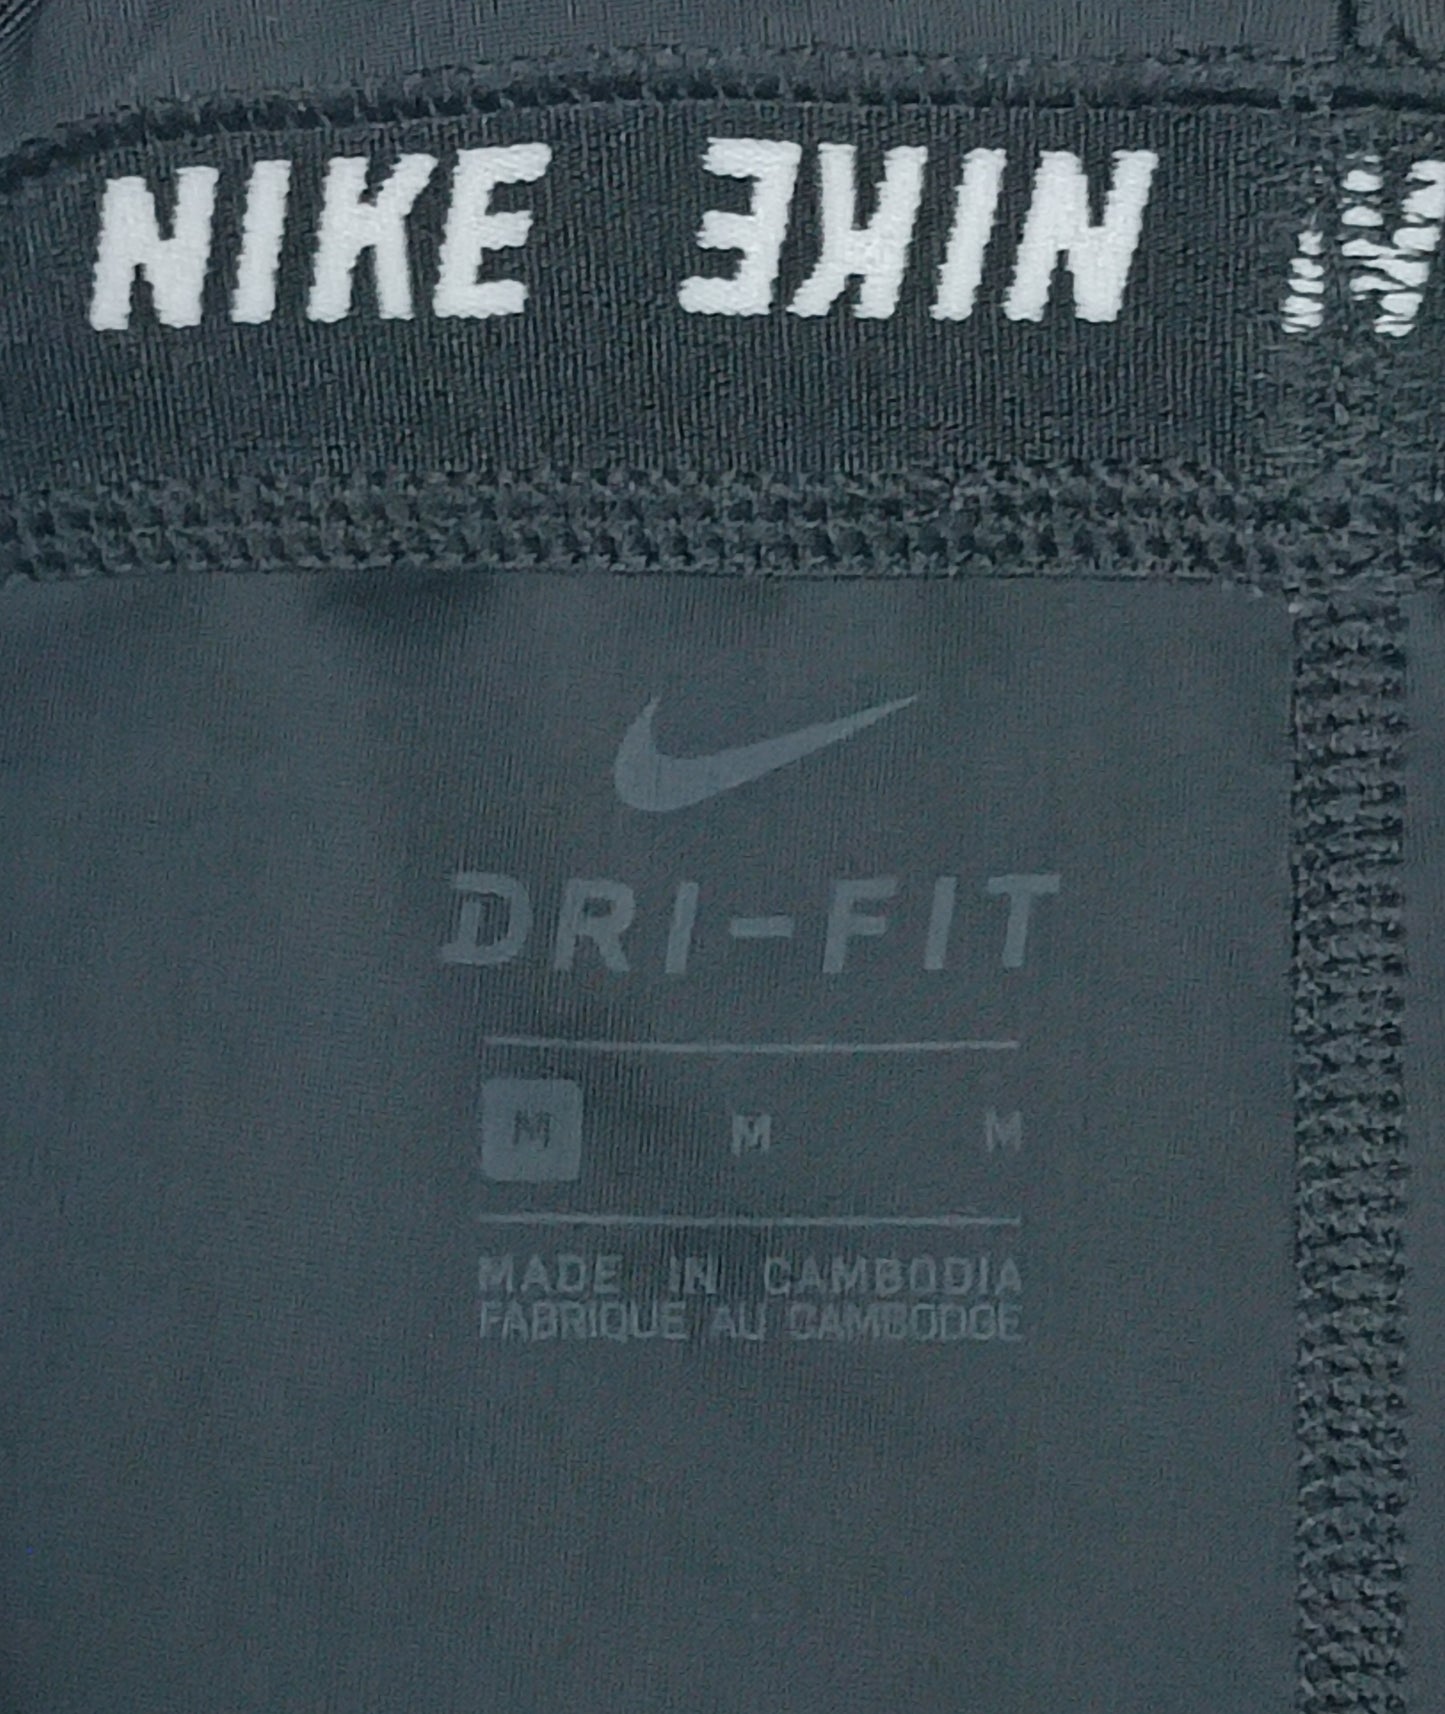 NIKE NIKE
DRI-FIT
M M M
MADE IN CAMBODIA
FABRIQUE AU CAMBODGE